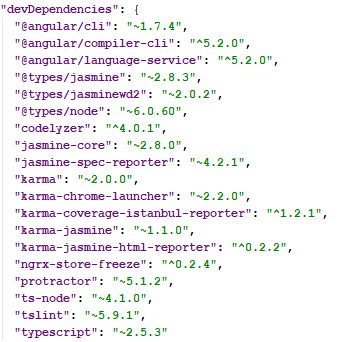 "devDependencies": {
"@angular/cli": "~1.7.4",
"@angular/compiler-cli": "^5.2.0",
"@angular/language-service": "^5.2.0",
"@types/jasmine": "~2.8.3",
"@types/jasminewd2": "~2.0.2",
"@types/node": "~6.0.60",
"codelyzer": "^4.0.1",
"jasmine-core": "~2.8.0",
"jasmine-spec-reporter": "~4.2.1",
"karma": "~2.0.0",
"karma-chrome-launcher": "~2.2.0",
"karma-coverage-istanbul-reporter": "^1.2.1",
"karma-jasmine": "~1.1.0",
"karma-jasmine-html-reporter": "^0.2.2",
"ngrx-store-freeze": "^0.2.4",
"protractor": "~5.1.2",
"ts-node": "~4.1.0",
"tslint": "~5.9.1",
"typescript": "~2.5.3"